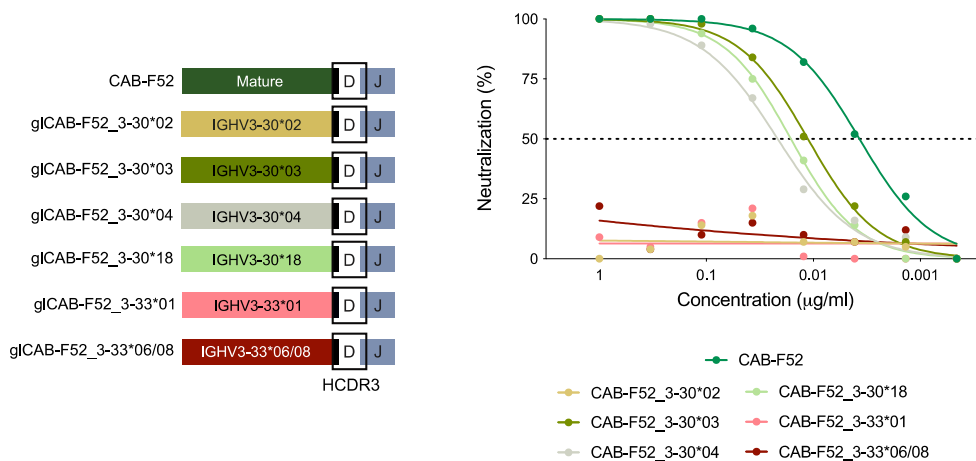 CAB-F52
Mature
D
J
glCAB-F52_3-30*02
IGHV3-30*02
D
J
glCAB-F52_3-30*03
IGHV3-30*03
D
J
glCAB-F52_3-30*04
IGHV3-30*04
D
J
glCAB-F52_3-30*18
IGHV3-30*18
D
J
glCAB-F52_3-33*01
IGHV3-33*01
D
J
glCAB-F52_3-33*06/08
IGHV3-33*06/08
D
J
HCDR3
Neutralization (%)
100
75
50
25
0
1
0.1
0.01
0.001
Concentration (μg/ml)
CAB-F52
CAB-F52_3-30*02
CAB-F52_3-30*18
CAB-F52_3-30*03
CAB-F52_3-33*01
CAB-F52_3-30*04
CAB-F52_3-33*06/08